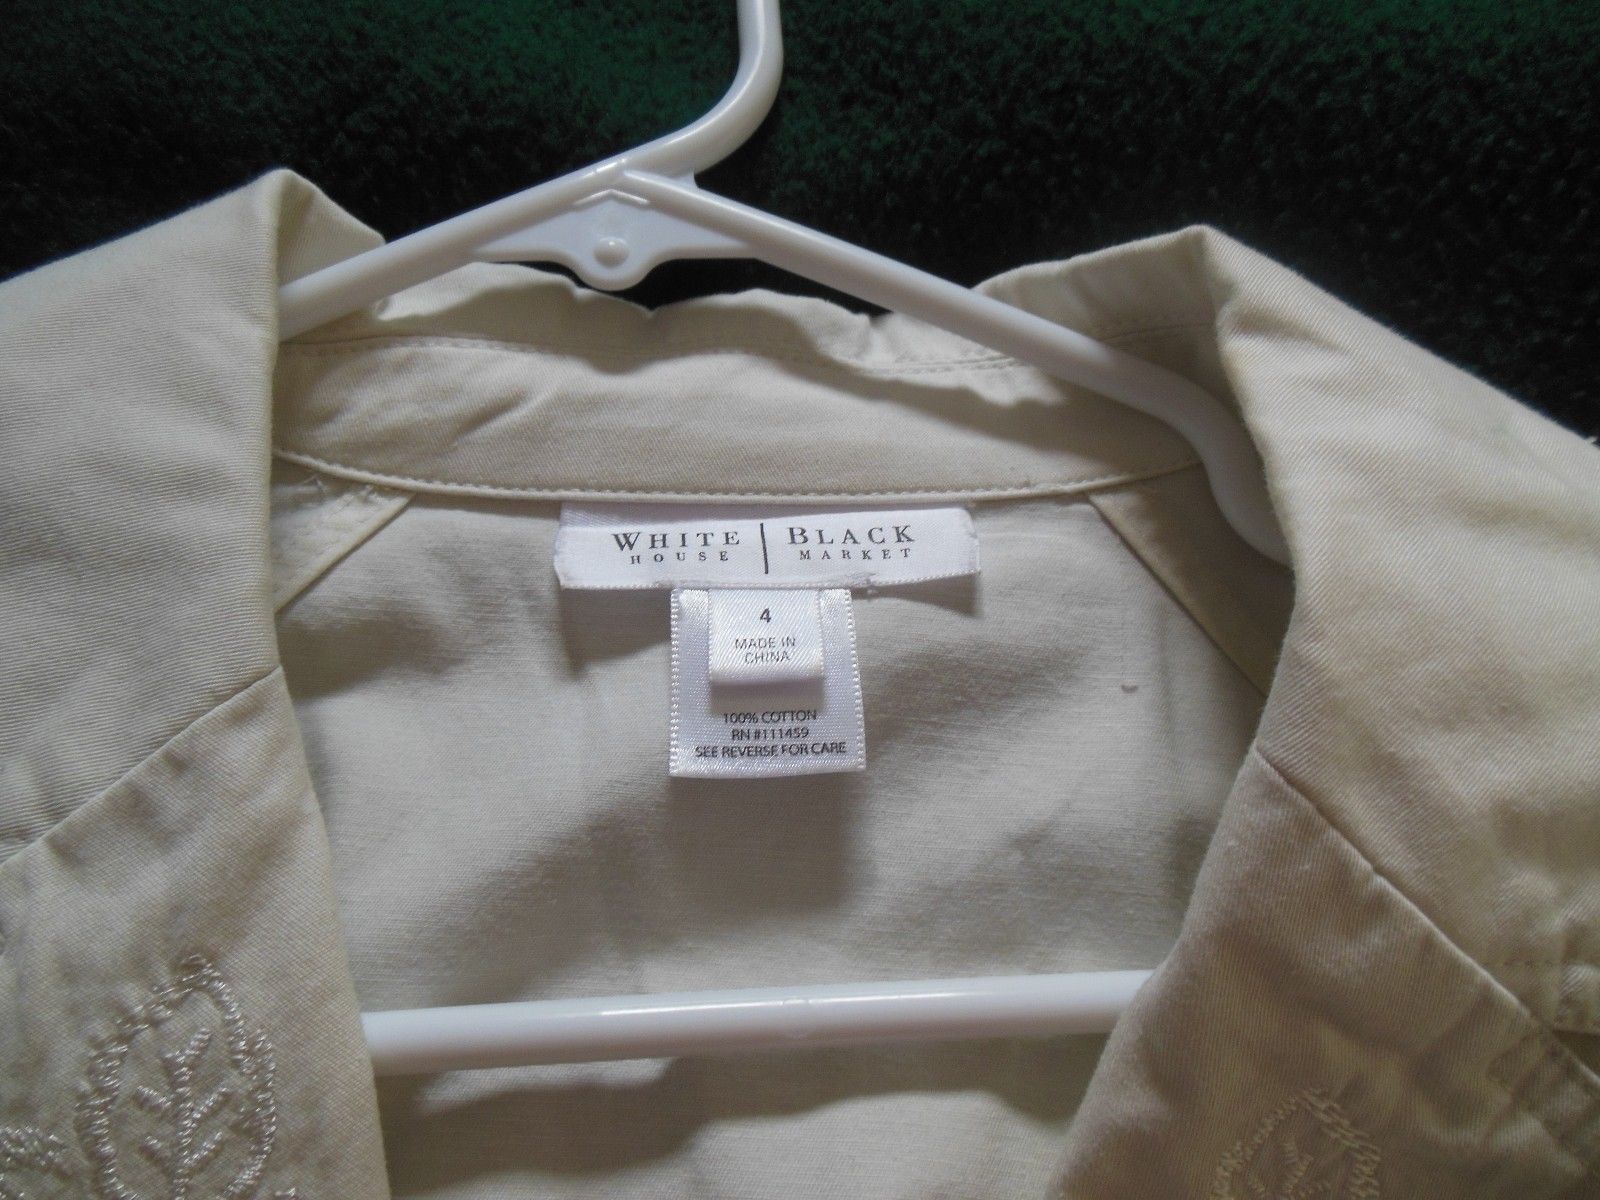 WHITE | BLACK
HOUSE MARKET
4
MADE IN
CHINA
100% COTTON
RN #111459
SEE REVERSE FOR CARE